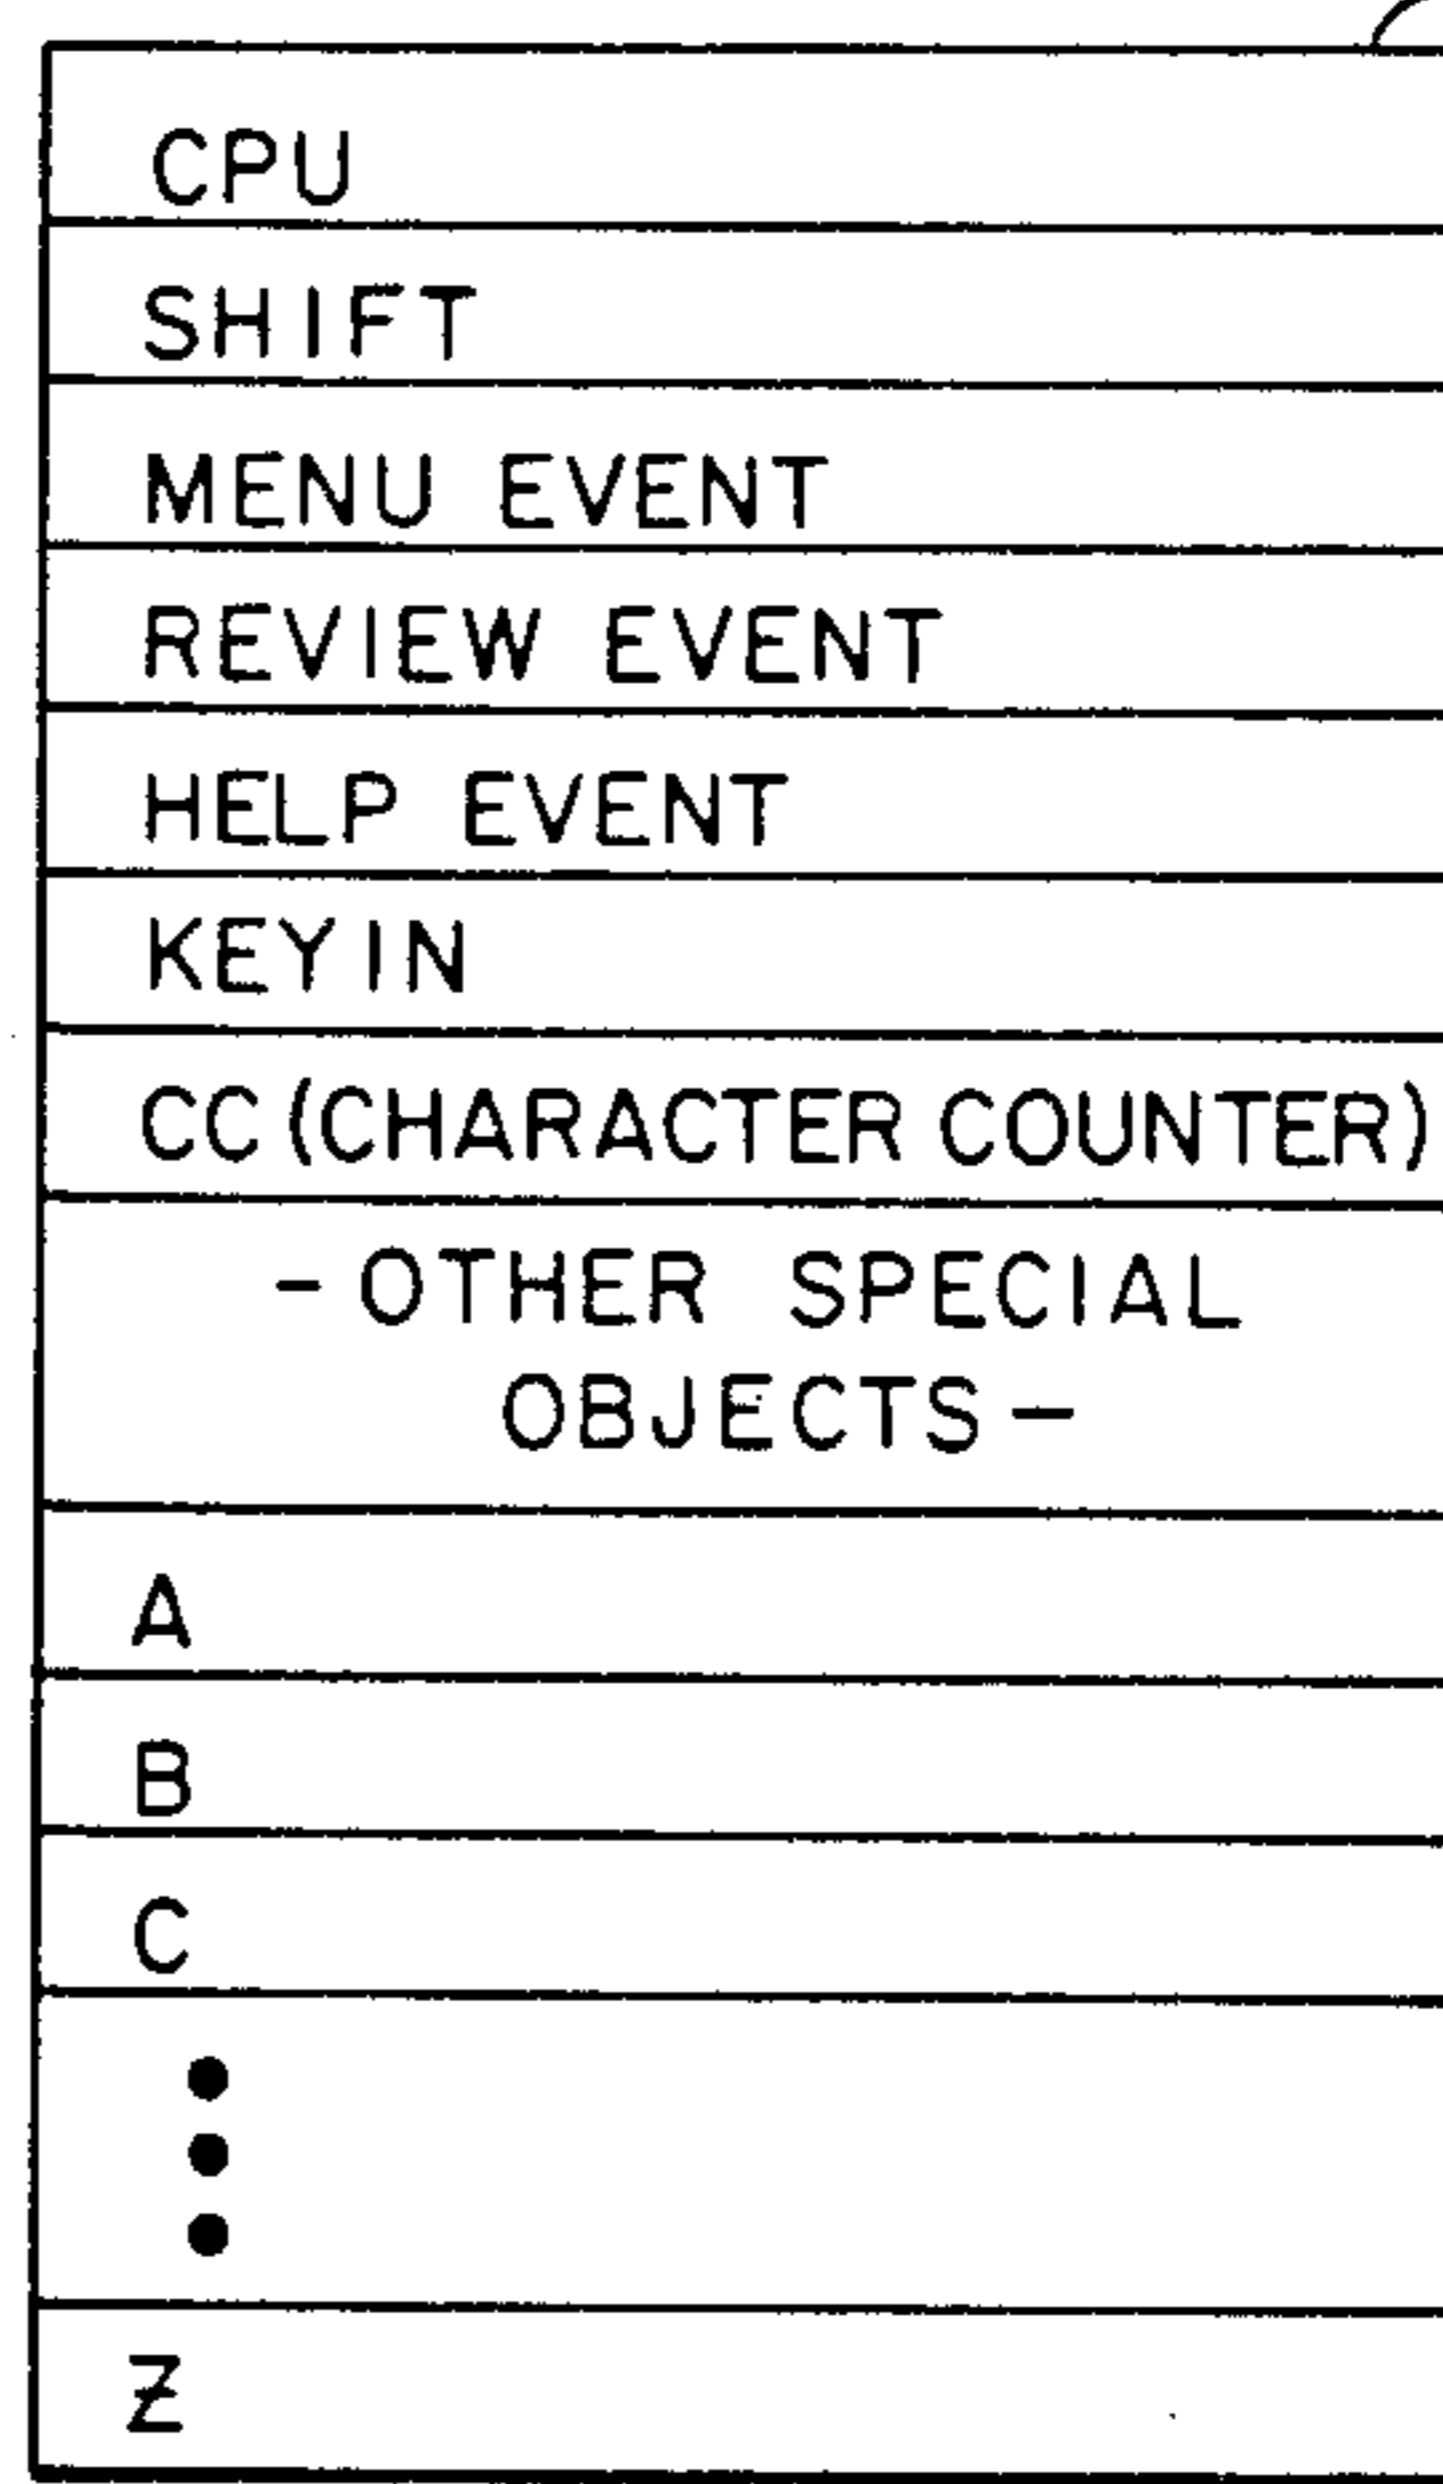 CPU
SHIFT
MENU EVENT
REVIEW EVENT
HELP EVENT
KEYIN
CC (CHARACTER COUNTER)
- OTHER SPECIAL
OBJECTS -
A
B
C
Z